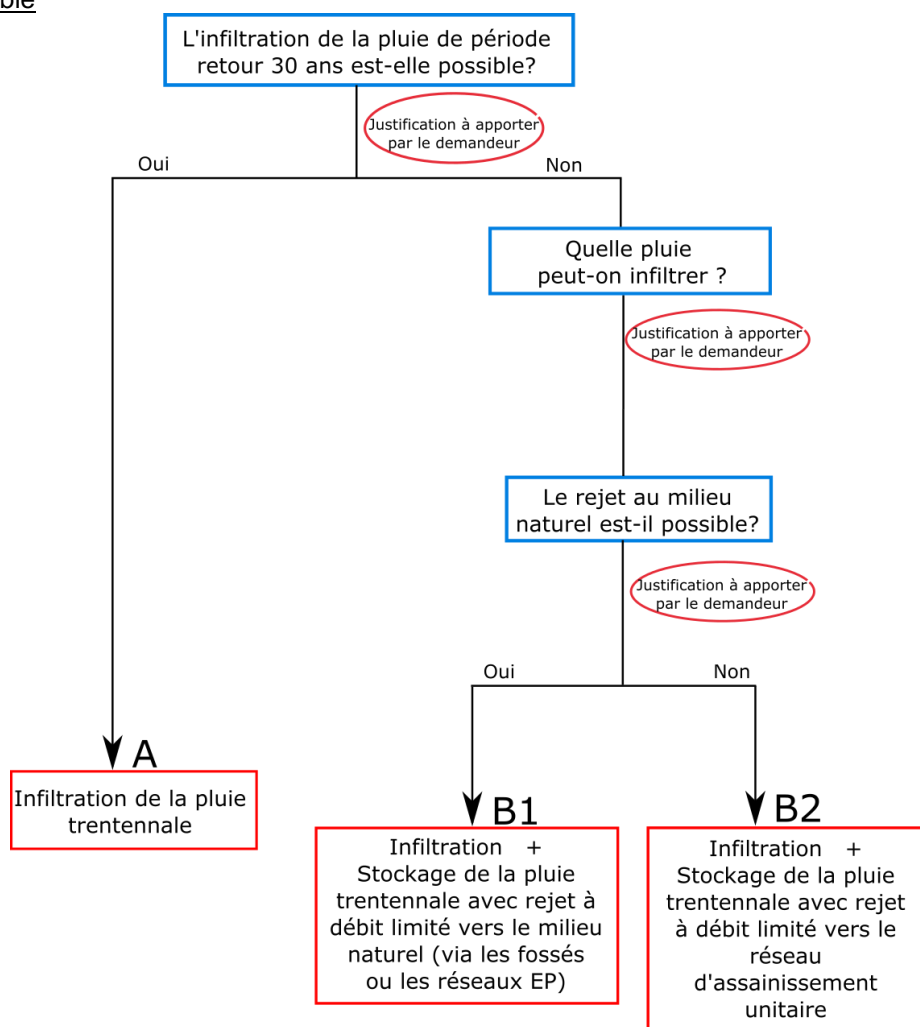 L'infiltration de la pluie de période
retour 30 ans est-elle possible?
Justification à apporter
par le demandeur
Oui
Non
Quelle pluie
peut-on infiltrer ?
Justification à apporter
par le demandeur
Le rejet au milieu
naturel est-il possible?
Justification à apporter
par le demandeur
Oui
Non
A
Infiltration de la pluie
trentennale
B1
Infiltration +
Stockage de la pluie
trentennale avec rejet à
débit limité vers le milieu
naturel (via les fossés
ou les réseaux EP)
B2
Infiltration +
Stockage de la pluie
trentennale avec rejet
à débit limité vers le
réseau
d'assainissement
unitaire